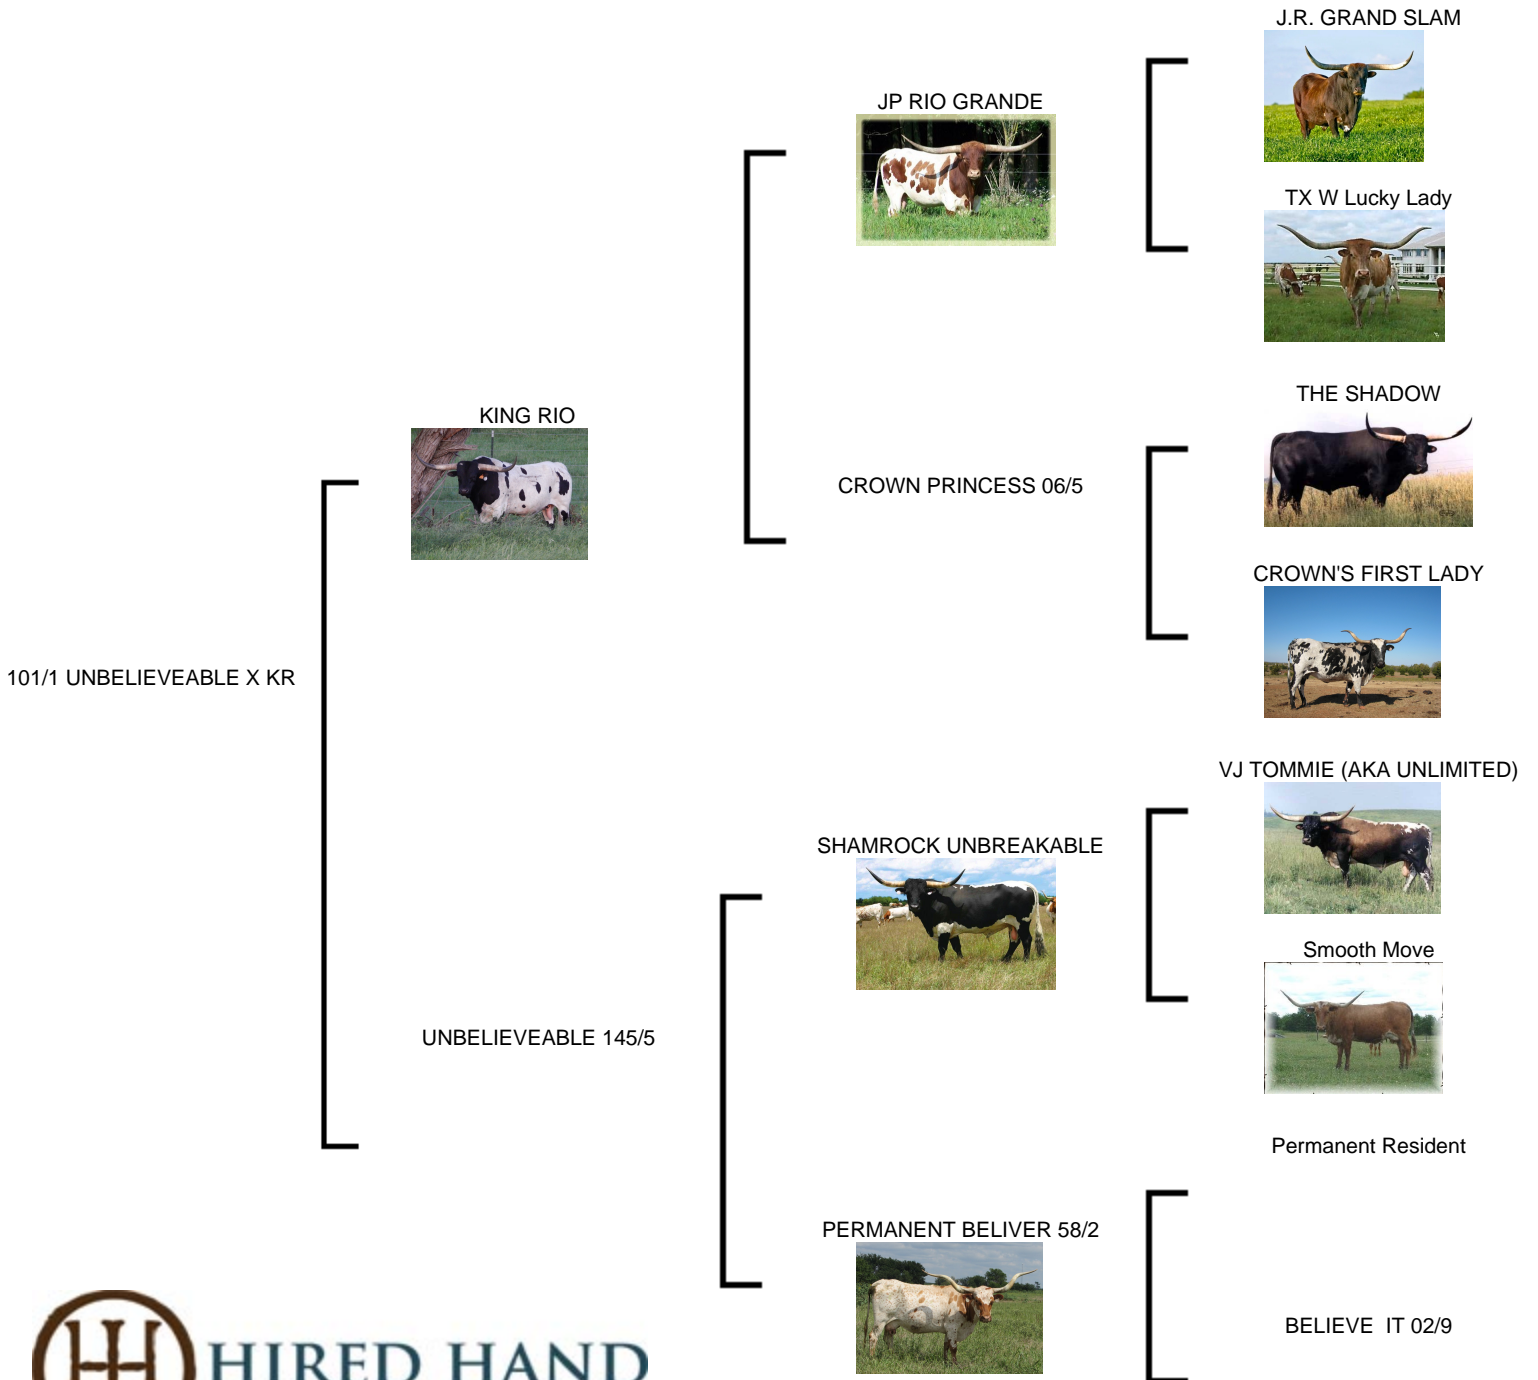 J.R. GRAND SLAM
JP RIO GRANDE
TX W Lucky Lady
THE SHADOW
KING RIO
CROWN PRINCESS 06/5
CROWN'S FIRST LADY
101/1 UNBELIEVEABLE X KR
VJ TOMMIE (AKA UNLIMITED)
SHAMROCK UNBREAKABLE
Smooth Move
UNBELIEVEABLE 145/5
Permanent Resident
PERMANENT BELIVER 58/2
BELIEVE  IT 02/9
HIRED HAND